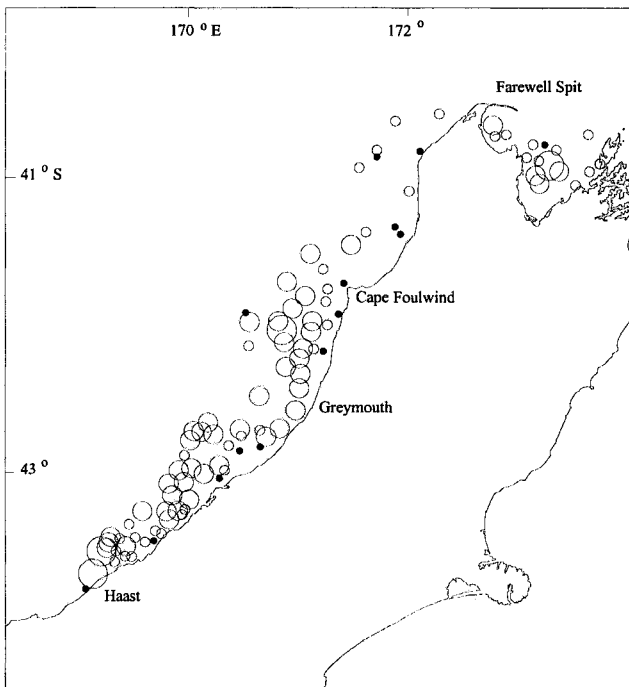 170 ° E
172 °
Farewell Spit
41 ° S
Cape Foulwind
Greymouth
43 °
Haast